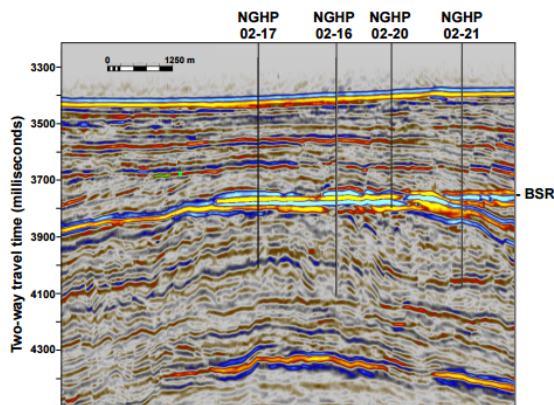 NGHP NGHP NGHP NGHP
02-17 02-16 02-20 02-21
0 1250 m
3300
3500
3700
BSR
3900
4100
4300
Two-way travel time (milliseconds)